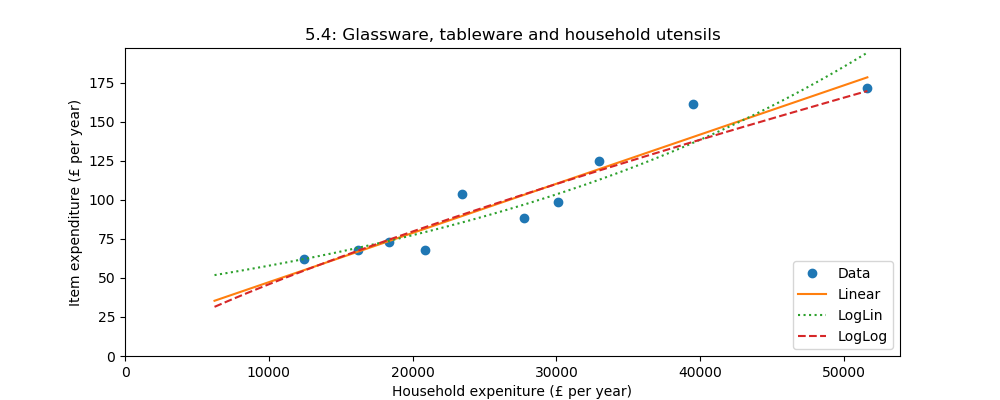 5.4: Glassware, tableware and household utensils
Item expenditure (£ per year)
175
150
125
100
75
50
25
0
0 10000 20000 30000 40000 50000
Household expeniture (£ per year)
Data
Linear
LogLin
LogLog